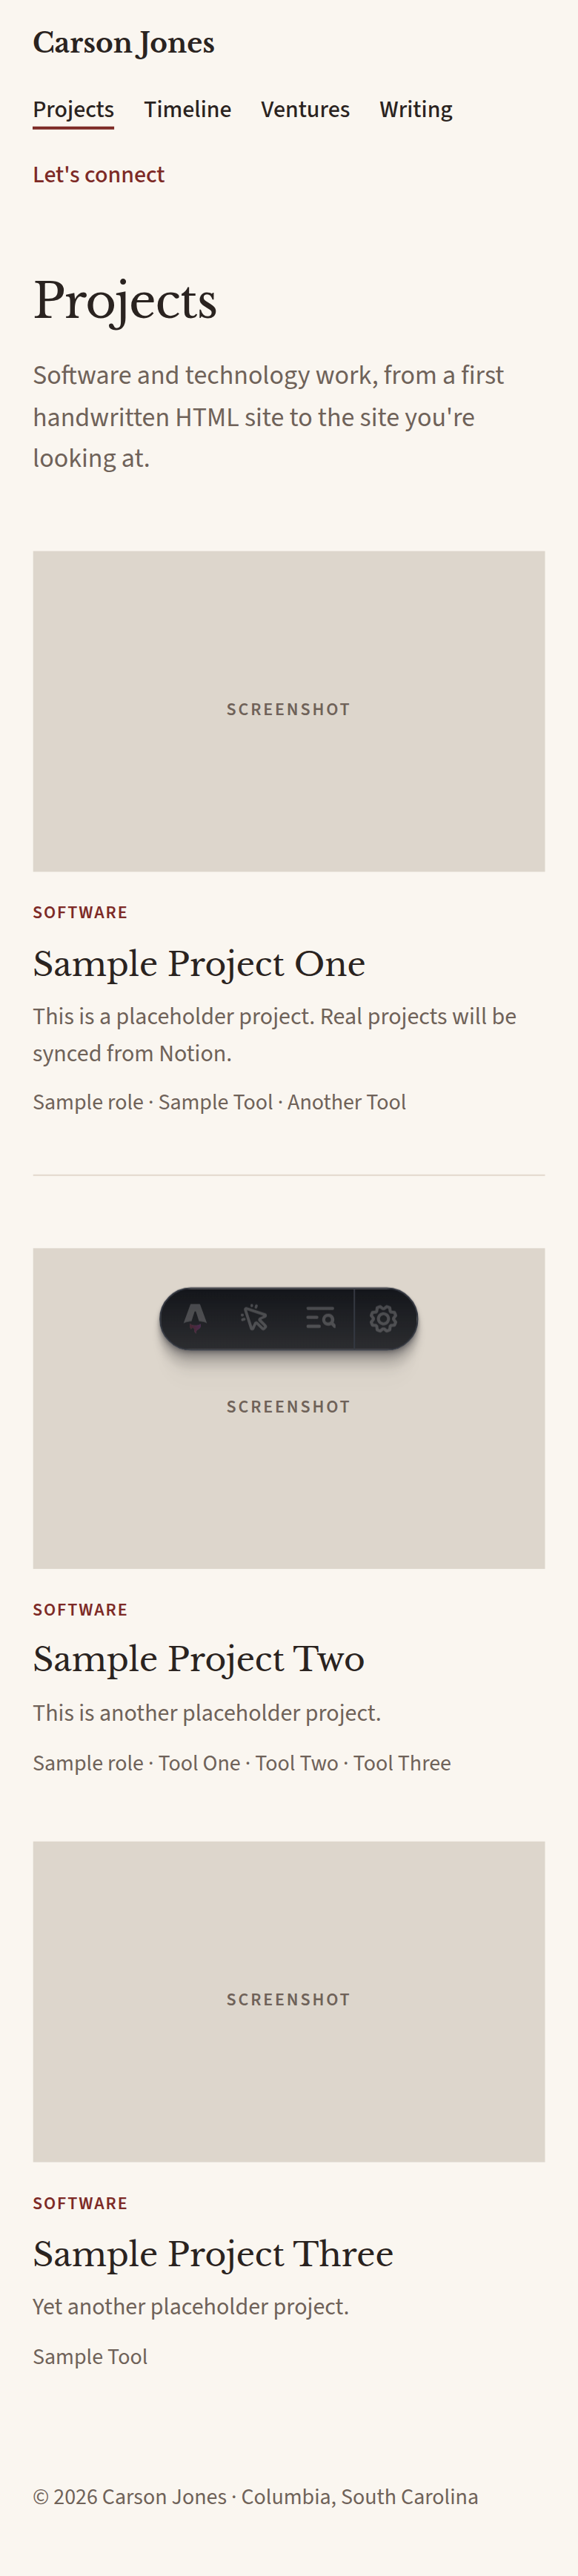 Carson Jones
Projects Timeline Ventures Writing
Let's connect
Projects
Software and technology work, from a first
handwritten HTML site to the site you're
looking at.
SCREENSHOT
SOFTWARE
Sample Project One
This is a placeholder project. Real projects will be
synced from Notion.
Sample role · Sample Tool · Another Tool
SCREENSHOT
SOFTWARE
Sample Project Two
This is another placeholder project.
Sample role · Tool One · Tool Two · Tool Three
SCREENSHOT
SOFTWARE
Sample Project Three
Yet another placeholder project.
Sample Tool
© 2026 Carson Jones · Columbia, South Carolina